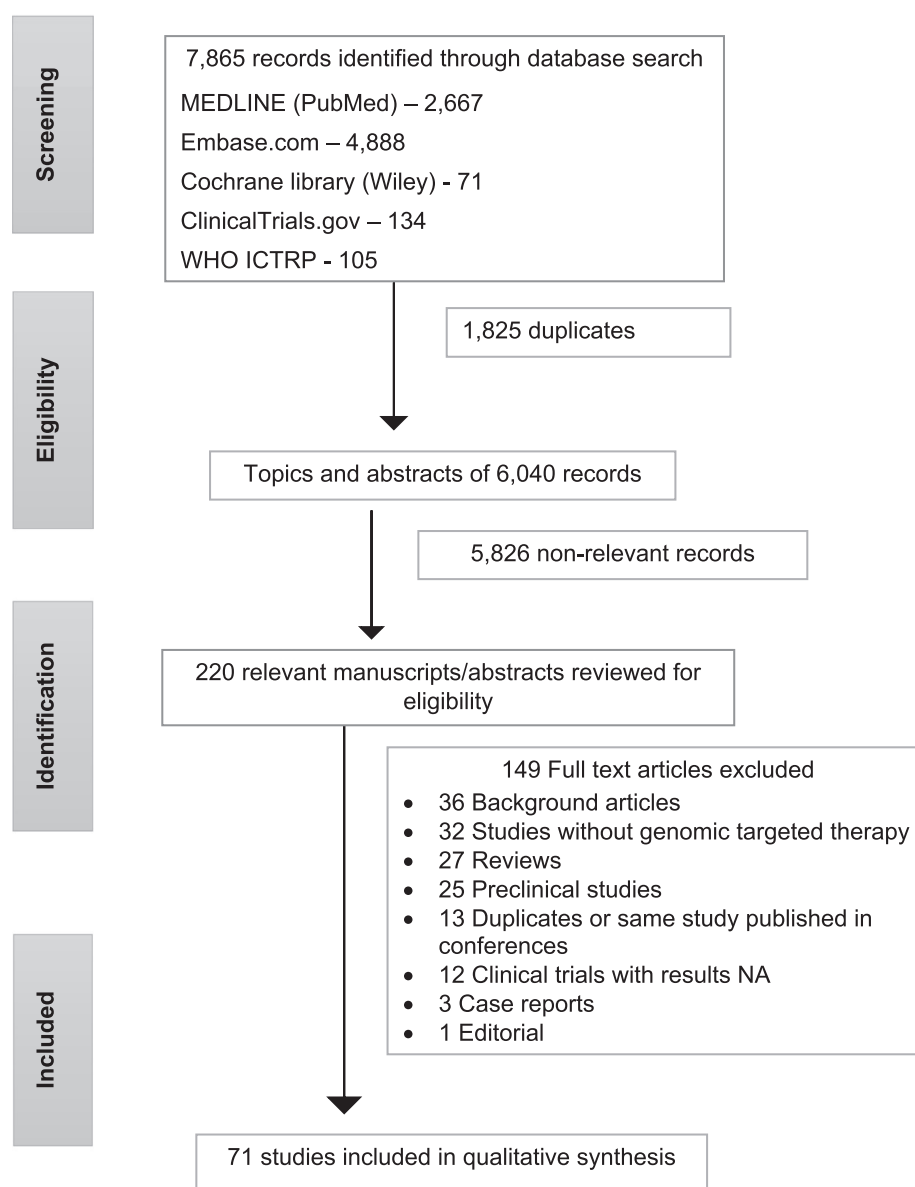 Screening
7,865 records identified through database search
MEDLINE (PubMed) – 2,667
Embase.com – 4,888
Cochrane library (Wiley) - 71
ClinicalTrials.gov – 134
WHO ICTRP - 105
Eligibility
1,825 duplicates
Topics and abstracts of 6,040 records
5,826 non-relevant records
Identification
220 relevant manuscripts/abstracts reviewed for
eligibility
149 Full text articles excluded
• 36 Background articles
• 32 Studies without genomic targeted therapy
• 27 Reviews
• 25 Preclinical studies
• 13 Duplicates or same study published in
conferences
• 12 Clinical trials with results NA
• 3 Case reports
• 1 Editorial
Included
71 studies included in qualitative synthesis